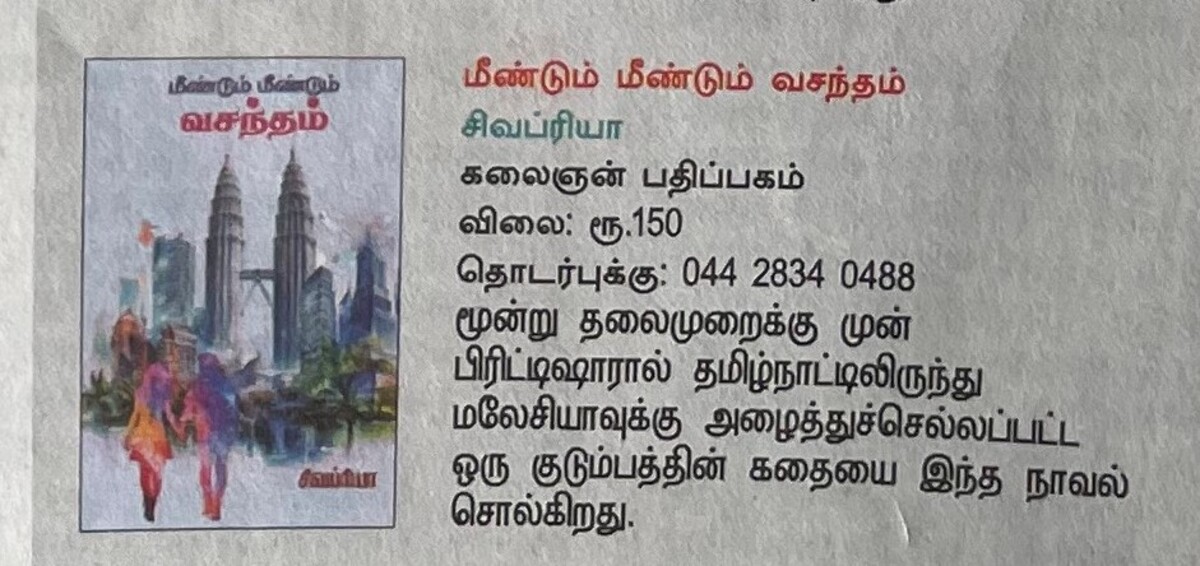 மீண்டும் மீண்டும்
வசந்தம்
சிவப்ரியா
மீண்டும் மீண்டும் வசந்தம்
சிவப்ரியா
கலைஞன் பதிப்பகம்
விலை: ரூ.150
தொடர்புக்கு: 044 2834 0488
மூன்று தலைமுறைக்கு முன்
பிரிட்டிஷாரால் தமிழ்நாட்டிலிருந்து
மலேசியாவுக்கு அழைத்துச்செல்லப்பட்ட
ஒரு குடும்பத்தின் கதையை இந்த நாவல்
சொல்கிறது.